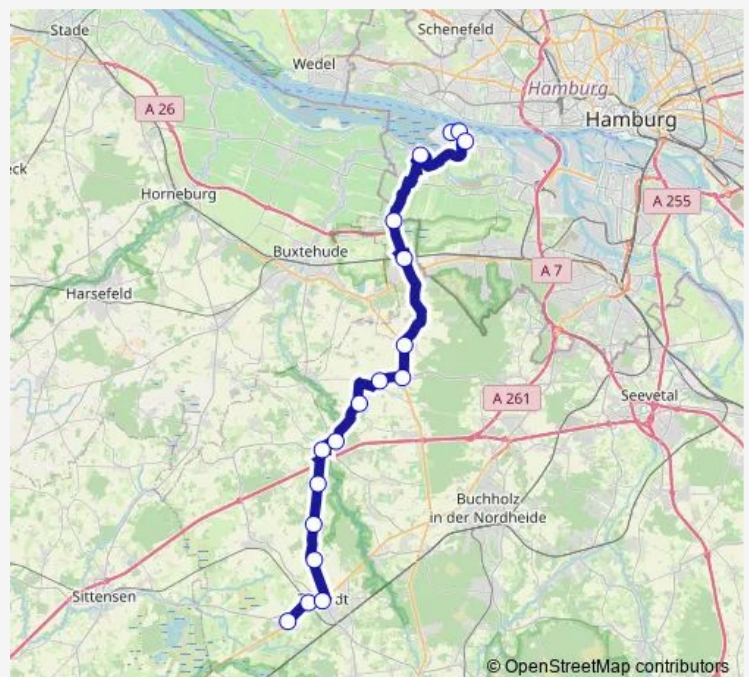 Stade
Schenefeld
Wedel
Hamburg
A 26
Hamburg
eck
Horneburg
A 255
Buxtehude
A 7
Harsefeld
A 261
Seevetal
Buchholz
in der Nordheide
Sittensen
dt
© OpenStreetMap contributors